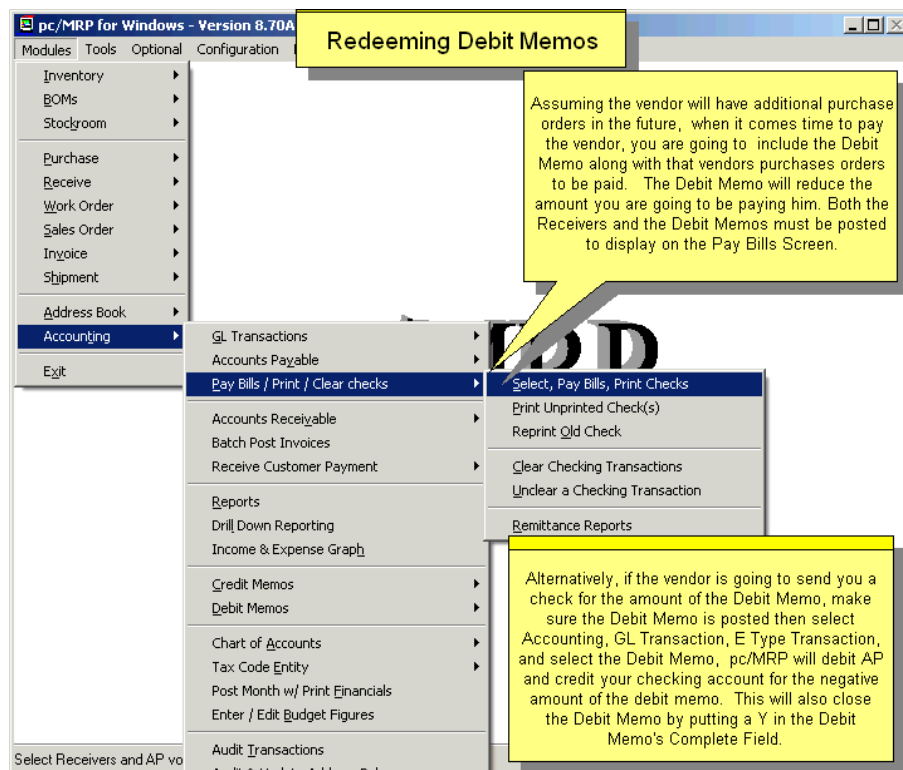 pc/MRP for Windows - Version 8.70A
Redeeming Debit Memos
Modules Tools Optional Configuration
Inventory
BOMs
Stockroom
Purchase
Receive
Work Order
Sales Order
Invoice
Shipment
Address Book
Accounting
Exit
Assuming the vendor will have additional purchase
orders in the future, when it comes time to pay
the vendor, you are going to include the Debit
Memo along with that vendors purchases orders
to be paid. The Debit Memo will reduce the
amount you are going to be paying him. Both the
Receivers and the Debit Memos must be posted
to display on the Pay Bills Screen.
GL Transactions
Accounts Payable
Pay Bills / Print / Clear checks
Accounts Receivable
Batch Post Invoices
Receive Customer Payment
Reports
Drill Down Reporting
Income & Expense Graph
Credit Memos
Debit Memos
Chart of Accounts
Tax Code Entity
Post Month w/ Print Financials
Enter / Edit Budget Figures
Audit Transactions
Select, Pay Bills, Print Checks
Print Unprinted Check(s)
Reprint Old Check
Clear Checking Transactions
Unclear a Checking Transaction
Remittance Reports
Alternatively, if the vendor is going to send you a
check for the amount of the Debit Memo, make
sure the Debit Memo is posted then select
Accounting, GL Transaction, E Type Transaction,
and select the Debit Memo, pc/MRP will debit AP
and credit your checking account for the negative
amount of the debit memo. This will also close
the Debit Memo by putting a Y in the Debit
Memo's Complete Field.
Select Receivers and AP vo